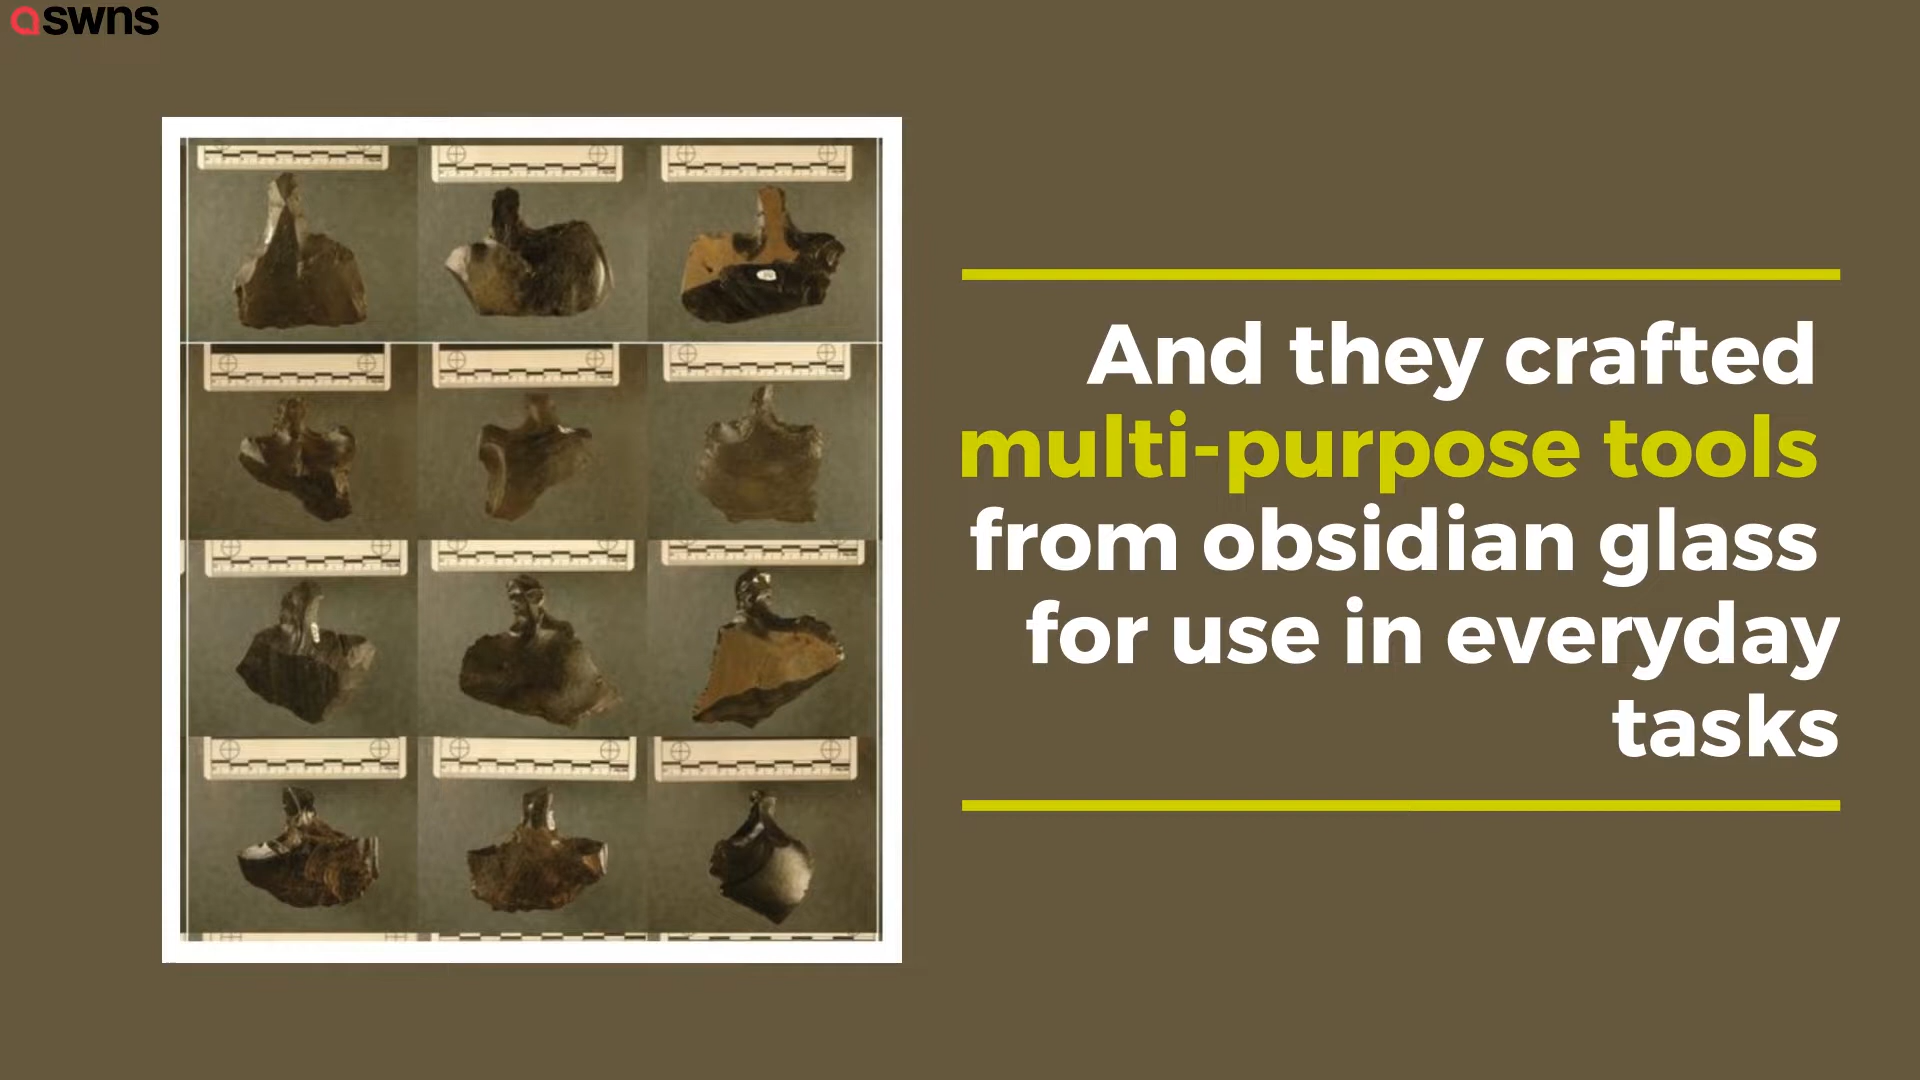 swns
And they crafted
multi-purpose tools
from obsidian glass
for use in everyday
tasks